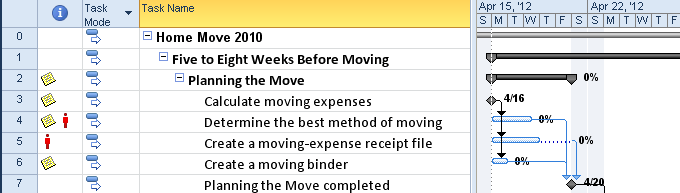 Task Mode Task Name Apr 15, '12 Apr 22, '12
S M T W T F S S M T W T F S
0 Home Move 2010
1 Five to Eight Weeks Before Moving
2 Planning the Move 0%
3 Calculate moving expenses 4/16
4 Determine the best method of moving 0%
5 Create a moving-expense receipt file 0%
6 Create a moving binder 0%
7 Planning the Move completed 4/20